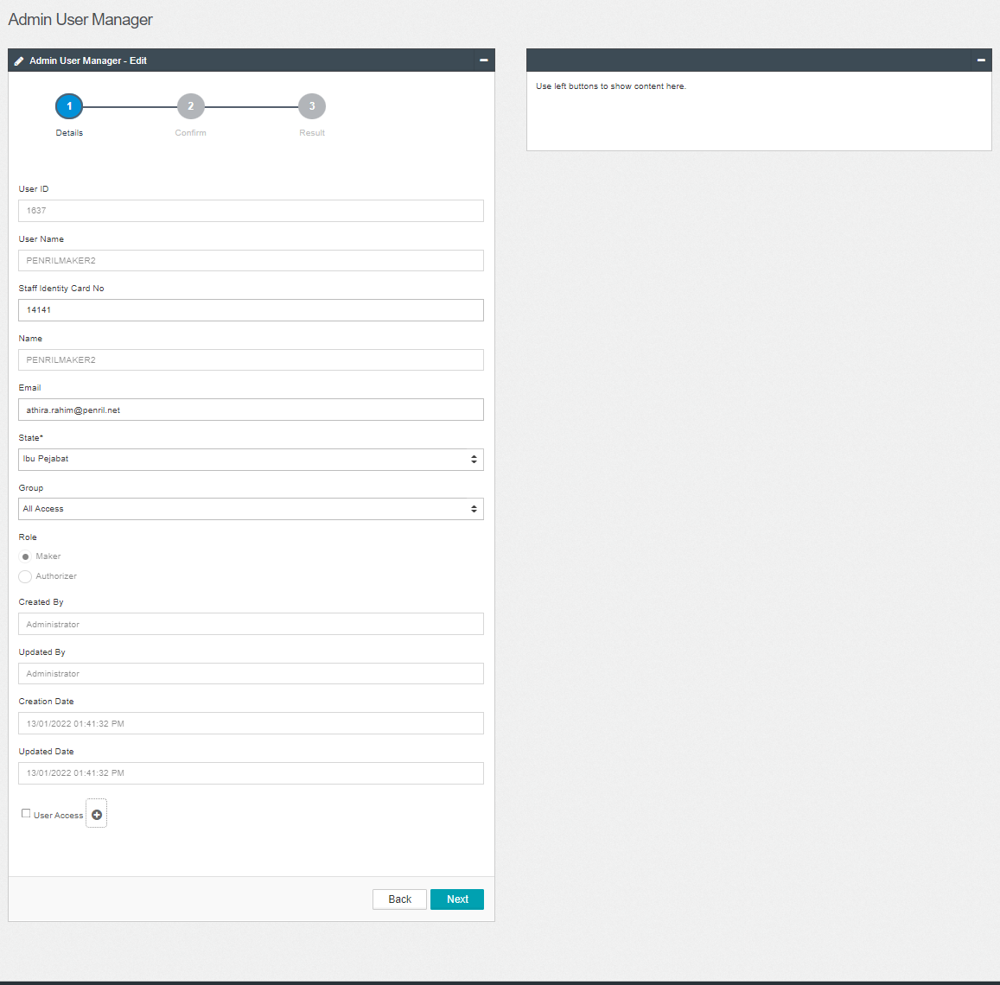 Admin User Manager
Admin User Manager - Edit
1
2
3
Details
Confirm
Result
User ID
1637
User Name
PENRILMAKER2
Staff Identity Card No
14141
Name
PENRILMAKER2
Email
athira.rahim@penril.net
State*
Ibu Pejabat
Group
All Access
Role
Maker
Authorizer
Created By
Administrator
Updated By
Administrator
Creation Date
13/01/2022 01:41:32 PM
Updated Date
13/01/2022 01:41:32 PM
User Access
Back
Next
Use left buttons to show content here.